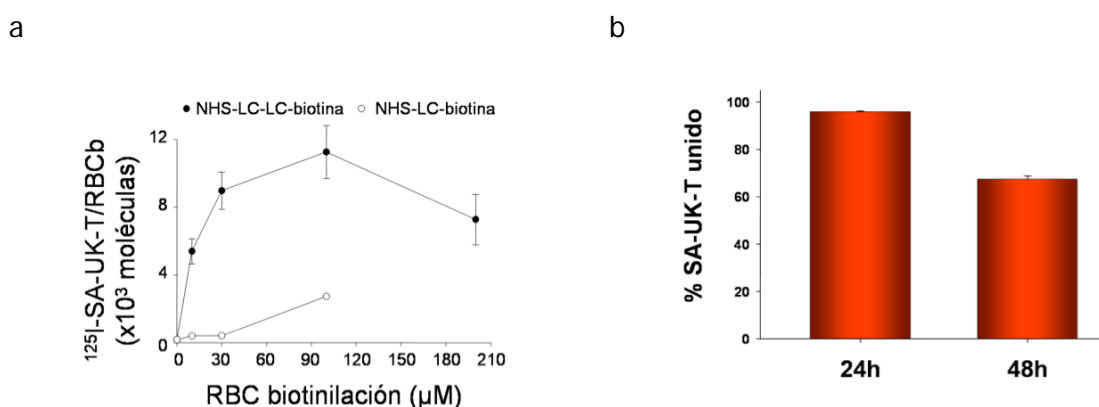 a
b
● NHS-LC-LC-biotina ○ NHS-LC-biotina
¹²⁵I-SA-UK-T/RBCb
(x10³ moléculas)
12
8
4
0
0 30 60 90 120 150 180 210
RBC biotinilación (µM)
% SA-UK-T unido
100
80
60
40
20
0
24h 48h